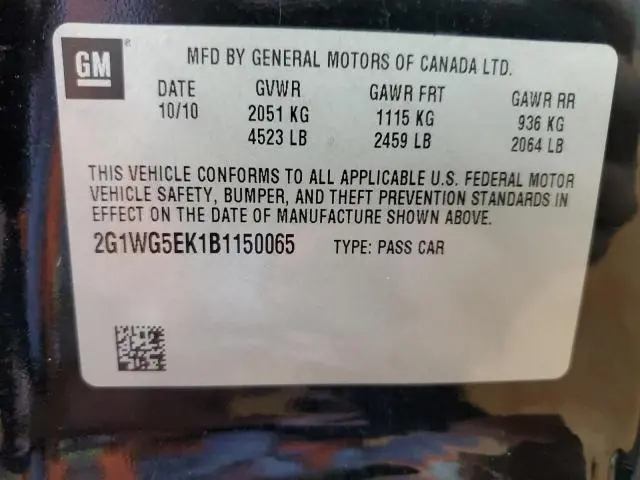 GM
MFD BY GENERAL MOTORS OF CANADA LTD.
DATE GVWR GAWR FRT GAWR RR
10/10 2051 KG 1115 KG 936 KG
4523 LB 2459 LB 2064 LB
THIS VEHICLE CONFORMS TO ALL APPLICABLE U.S. FEDERAL MOTOR
VEHICLE SAFETY, BUMPER, AND THEFT PREVENTION STANDARDS IN
EFFECT ON THE DATE OF MANUFACTURE SHOWN ABOVE.
2G1WG5EK1B1150065 TYPE: PASS CAR